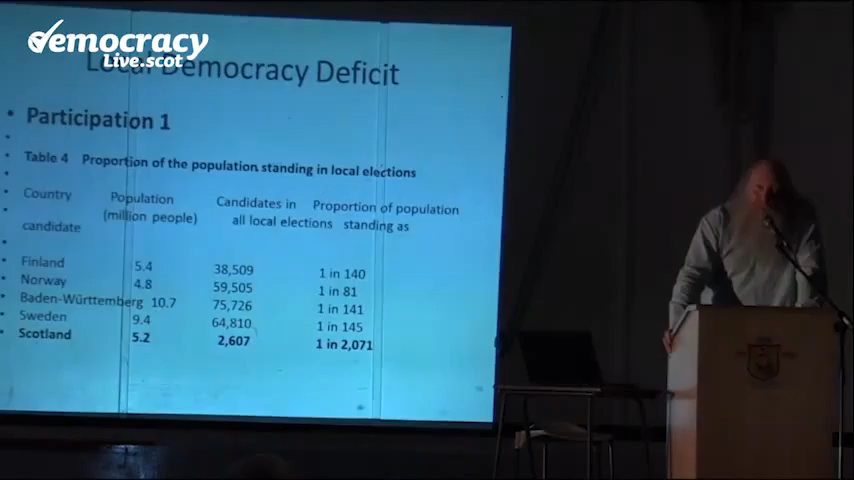 democracy
Live.scot
Local Democracy Deficit
Participation 1
Table 4 Proportion of the population standing in local elections
Country Population Candidates in Proportion of population
(million people) all local elections standing as
candidate
Finland 5.4 38,509 1 in 140
Norway 4.8 59,505 1 in 81
Baden-Württemberg 10.7 75,726 1 in 141
Sweden 9.4 64,810 1 in 145
Scotland 5.2 2,607 1 in 2,071